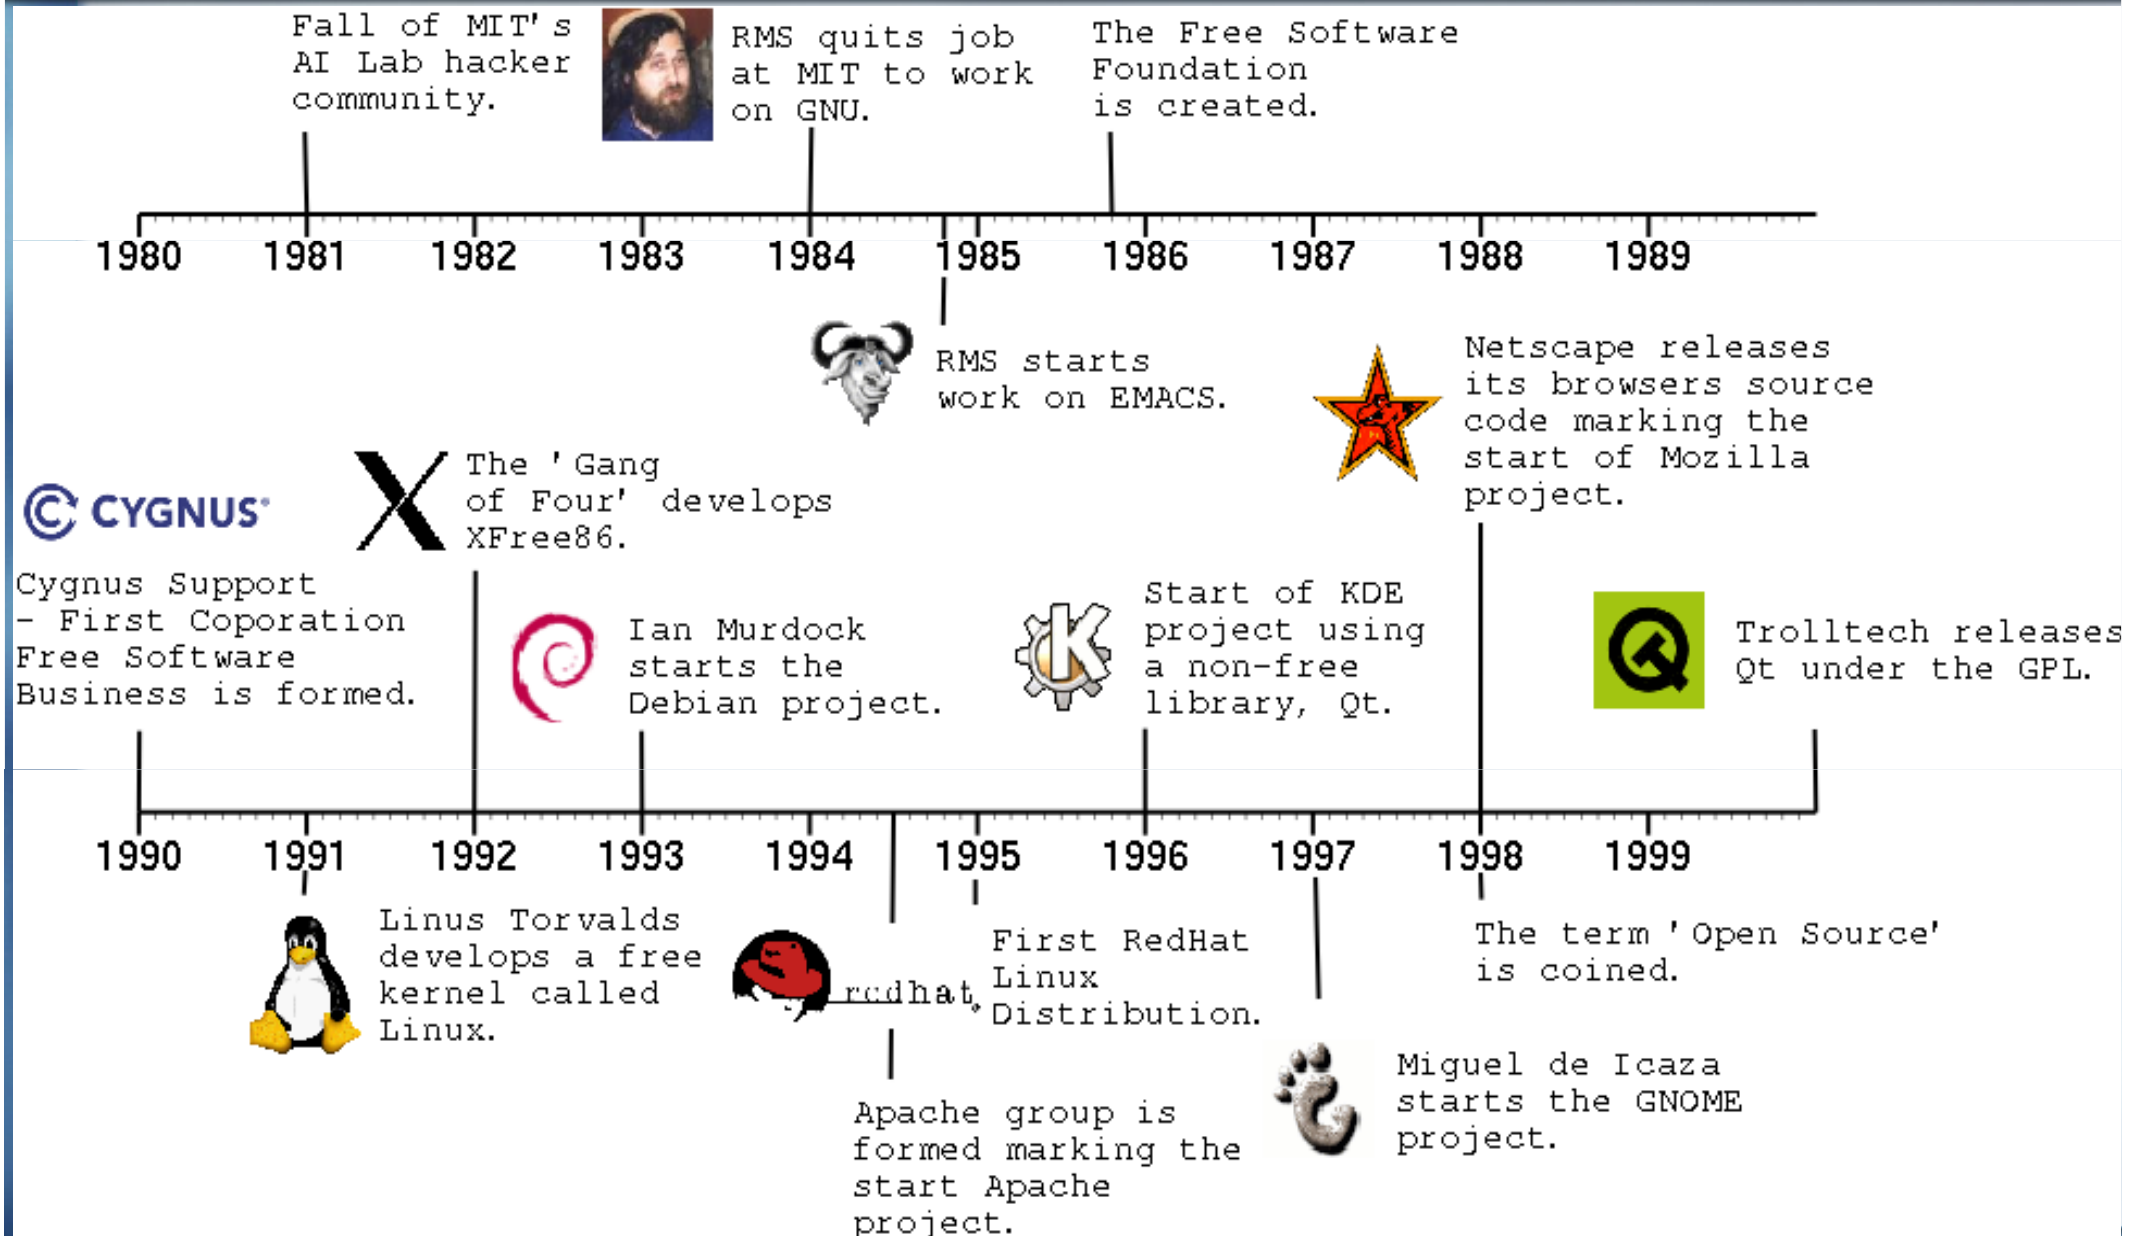 Fall of MIT's
AI Lab hacker
community.
RMS quits job
at MIT to work
on GNU.
The Free Software
Foundation
is created.
1980 1981 1982 1983 1984 1985 1986 1987 1988 1989
RMS starts
work on EMACS.
Netscape releases
its browsers source
code marking the
start of Mozilla
project.
CYGNUS
The 'Gang
of Four' develops
XFree86.
Cygnus Support
- First Coporation
Free Software
Business is formed.
Ian Murdock
starts the
Debian project.
K
Start of KDE
project using
a non-free
library, Qt.
Trolltech releases
Qt under the GPL.
1990 1991 1992 1993 1994 1995 1996 1997 1998 1999
Linus Torvalds
develops a free
kernel called
Linux.
redhat.
First RedHat
Linux
Distribution.
The term 'Open Source'
is coined.
Apache group is
formed marking the
start Apache
project.
Miguel de Icaza
starts the GNOME
project.